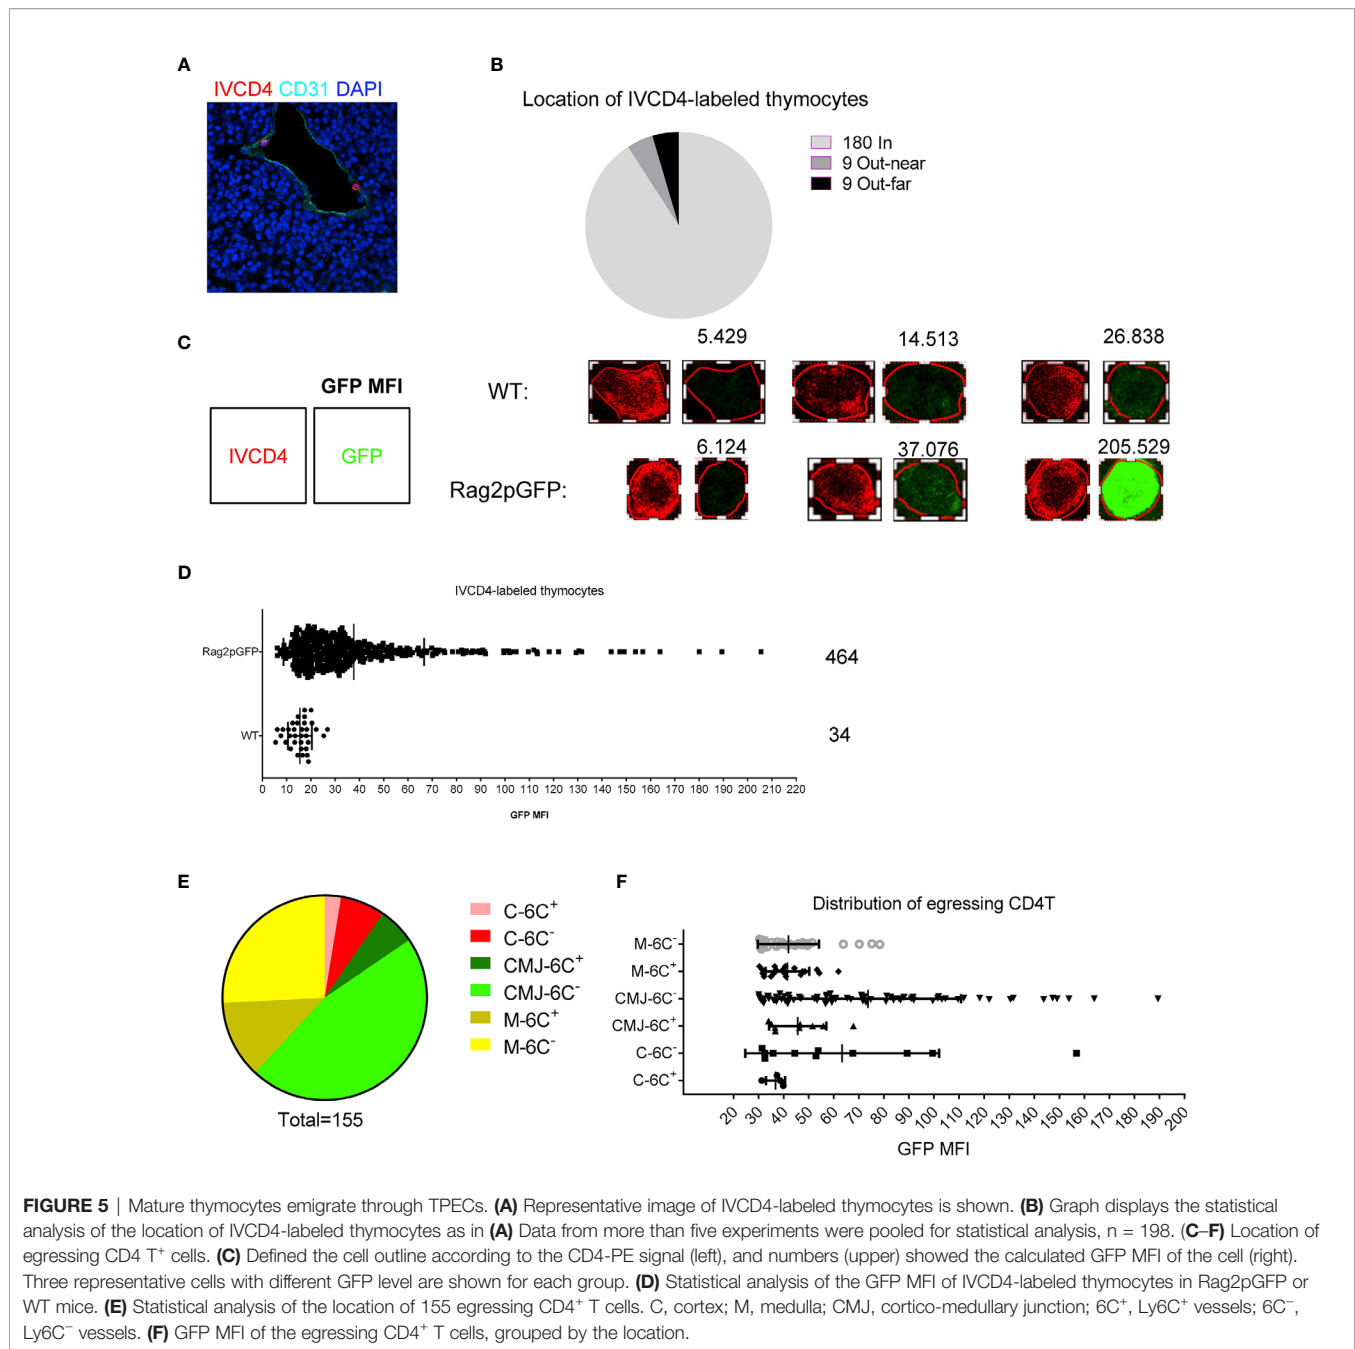 A
IVCD4 CD31 DAPI
B
Location of IVCD4-labeled thymocytes
180 In
9 Out-near
9 Out-far
C
GFP MFI
IVCD4
GFP
WT:
5.429
14.513
26.838
Rag2pGFP:
6.124
37.076
205.529
D
IVCD4-labeled thymocytes
Rag2pGFP
464
WT
34
0 10 20 30 40 50 60 70 80 90 100 110 120 130 140 150 160 170 180 190 200 210 220
GFP MFI
E
C-6C⁺
C-6C⁻
CMJ-6C⁺
CMJ-6C⁻
M-6C⁺
M-6C⁻
Total=155
F
Distribution of egressing CD4T
M-6C⁻
M-6C⁺
CMJ-6C⁻
CMJ-6C⁺
C-6C⁻
C-6C⁺
20 30 40 50 60 70 80 90 100 110 120 130 140 150 160 170 180 190 200
GFP MFI
FIGURE 5 | Mature thymocytes emigrate through TPECs. (A) Representative image of IVCD4-labeled thymocytes is shown. (B) Graph displays the statistical
analysis of the location of IVCD4-labeled thymocytes as in (A) Data from more than five experiments were pooled for statistical analysis, n = 198. (C–F) Location of
egressing CD4 T⁺ cells. (C) Defined the cell outline according to the CD4-PE signal (left), and numbers (upper) showed the calculated GFP MFI of the cell (right).
Three representative cells with different GFP level are shown for each group. (D) Statistical analysis of the GFP MFI of IVCD4-labeled thymocytes in Rag2pGFP or
WT mice. (E) Statistical analysis of the location of 155 egressing CD4⁺ T cells. C, cortex; M, medulla; CMJ, cortico-medullary junction; 6C⁺, Ly6C⁺ vessels; 6C⁻,
Ly6C⁻ vessels. (F) GFP MFI of the egressing CD4⁺ T cells, grouped by the location.